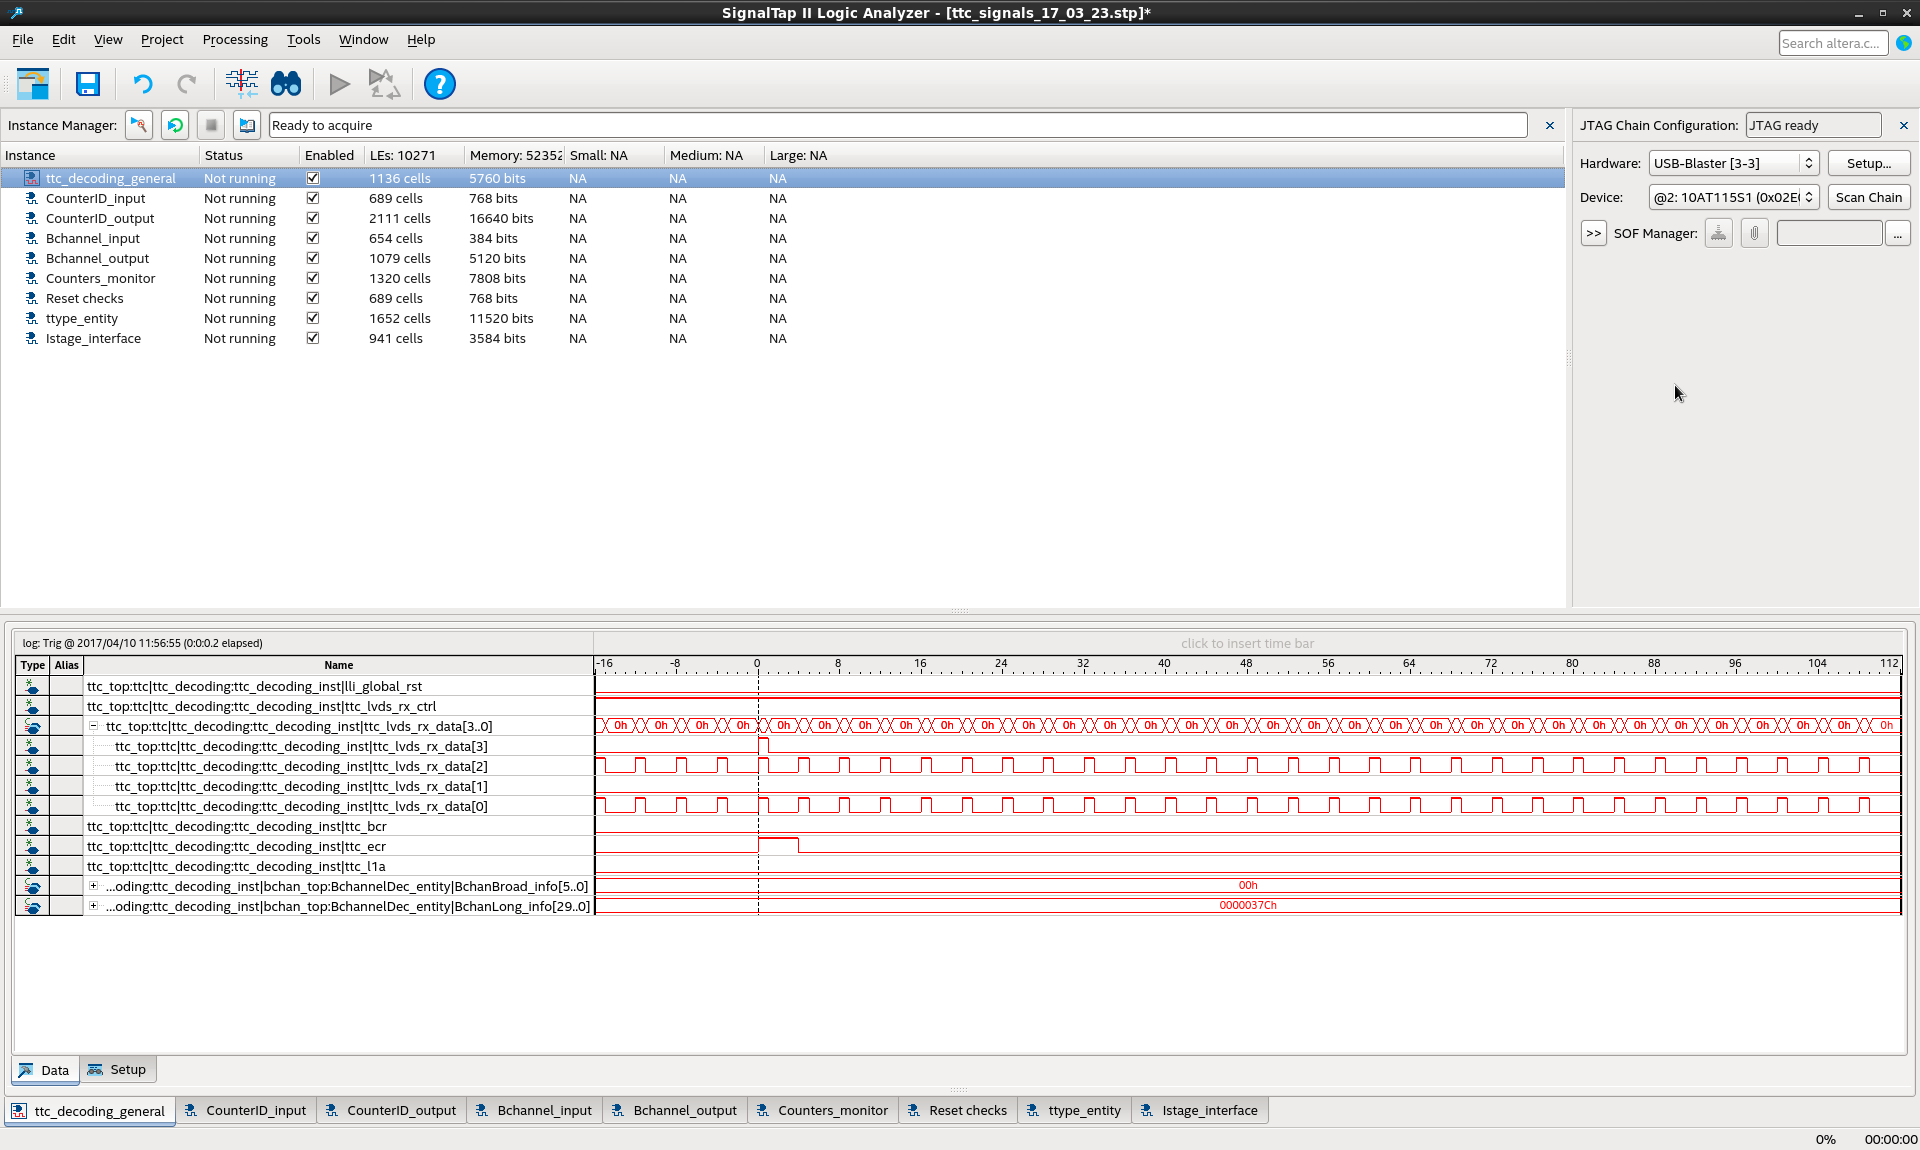 SignalTap II Logic Analyzer - [ttc_signals_17_03_23.stp]*
File Edit View Project Processing Tools Window Help
Search altera.c...
Instance Manager: Ready to acquire
JTAG Chain Configuration: JTAG ready
Instance Status Enabled LEs: 10271 Memory: 52352 Small: NA Medium: NA Large: NA
Hardware: USB-Blaster [3-3] Setup...
ttc_decoding_general Not running 1136 cells 5760 bits NA NA NA
CounterID_input Not running 689 cells 768 bits NA NA NA
Device: @2: 10AT115S1 (0x02E Scan Chain
CounterID_output Not running 2111 cells 16640 bits NA NA NA
Bchannel_input Not running 654 cells 384 bits NA NA NA
>> SOF Manager: ...
Bchannel_output Not running 1079 cells 5120 bits NA NA NA
Counters_monitor Not running 1320 cells 7808 bits NA NA NA
Reset checks Not running 689 cells 768 bits NA NA NA
ttype_entity Not running 1652 cells 11520 bits NA NA NA
Istage_interface Not running 941 cells 3584 bits NA NA NA
log: Trig @ 2017/04/10 11:56:55 (0:0:0.2 elapsed) click to insert time bar
Type Alias Name -16 -8 0 8 16 24 32 40 48 56 64 72 80 88 96 104 112
ttc_top:ttc|ttc_decoding:ttc_decoding_inst|lli_global_rst
ttc_top:ttc|ttc_decoding:ttc_decoding_inst|ttc_lvds_rx_ctrl
ttc_top:ttc|ttc_decoding:ttc_decoding_inst|ttc_lvds_rx_data[3..0] 0h 0h 0h 0h 0h 0h 0h 0h 0h 0h 0h 0h 0h 0h 0h 0h 0h 0h 0h 0h 0h 0h 0h 0h 0h 0h 0h 0h 0h 0h 0h 0h
ttc_top:ttc|ttc_decoding:ttc_decoding_inst|ttc_lvds_rx_data[3]
ttc_top:ttc|ttc_decoding:ttc_decoding_inst|ttc_lvds_rx_data[2]
ttc_top:ttc|ttc_decoding:ttc_decoding_inst|ttc_lvds_rx_data[1]
ttc_top:ttc|ttc_decoding:ttc_decoding_inst|ttc_lvds_rx_data[0]
ttc_top:ttc|ttc_decoding:ttc_decoding_inst|ttc_bcr
ttc_top:ttc|ttc_decoding:ttc_decoding_inst|ttc_ecr
ttc_top:ttc|ttc_decoding:ttc_decoding_inst|ttc_l1a
...oding:ttc_decoding_inst|bchan_top:BchannelDec_entity|BchanBroad_info[5..0] 00h
...oding:ttc_decoding_inst|bchan_top:BchannelDec_entity|BchanLong_info[29..0] 0000037Ch
Data Setup
ttc_decoding_general CounterID_input CounterID_output Bchannel_input Bchannel_output Counters_monitor Reset checks ttype_entity Istage_interface
0% 00:00:00